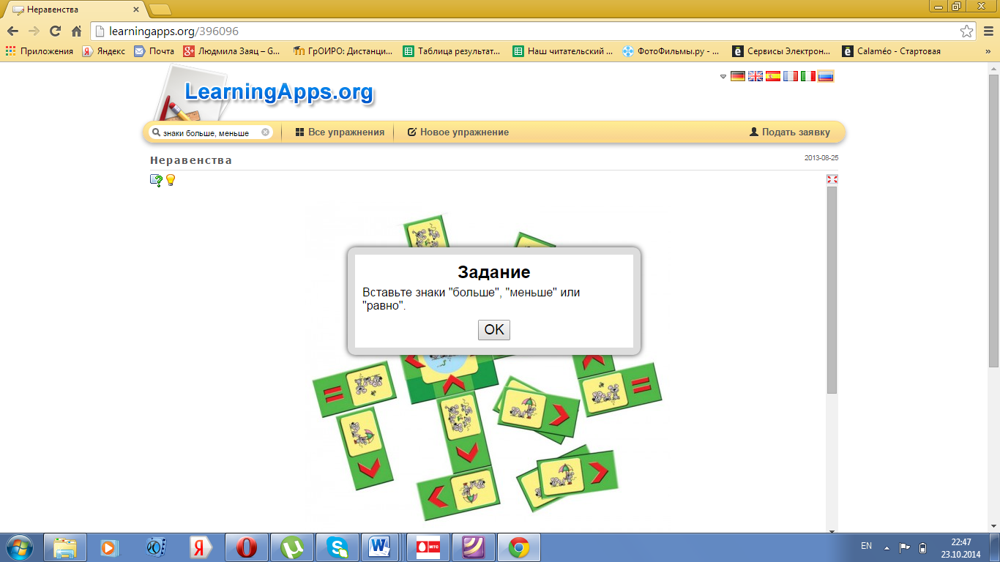 Неравенства
learningapps.org/396096
Приложения
Яндекс
Почта
Людмила Заяц – G...
ГрОИРО: Дистанци...
Таблица результат...
Наш читательский ...
ФотоФильмы.ру - ...
Сервисы Электрон...
Calaméo - Стартовая
»
LearningApps.org
знаки больше, меньше
Все упражнения
Новое упражнение
Подать заявку
Неравенства
2013-08-25
Задание
Вставьте знаки "больше", "меньше" или
"равно".
OK
EN
22:47
23.10.2014